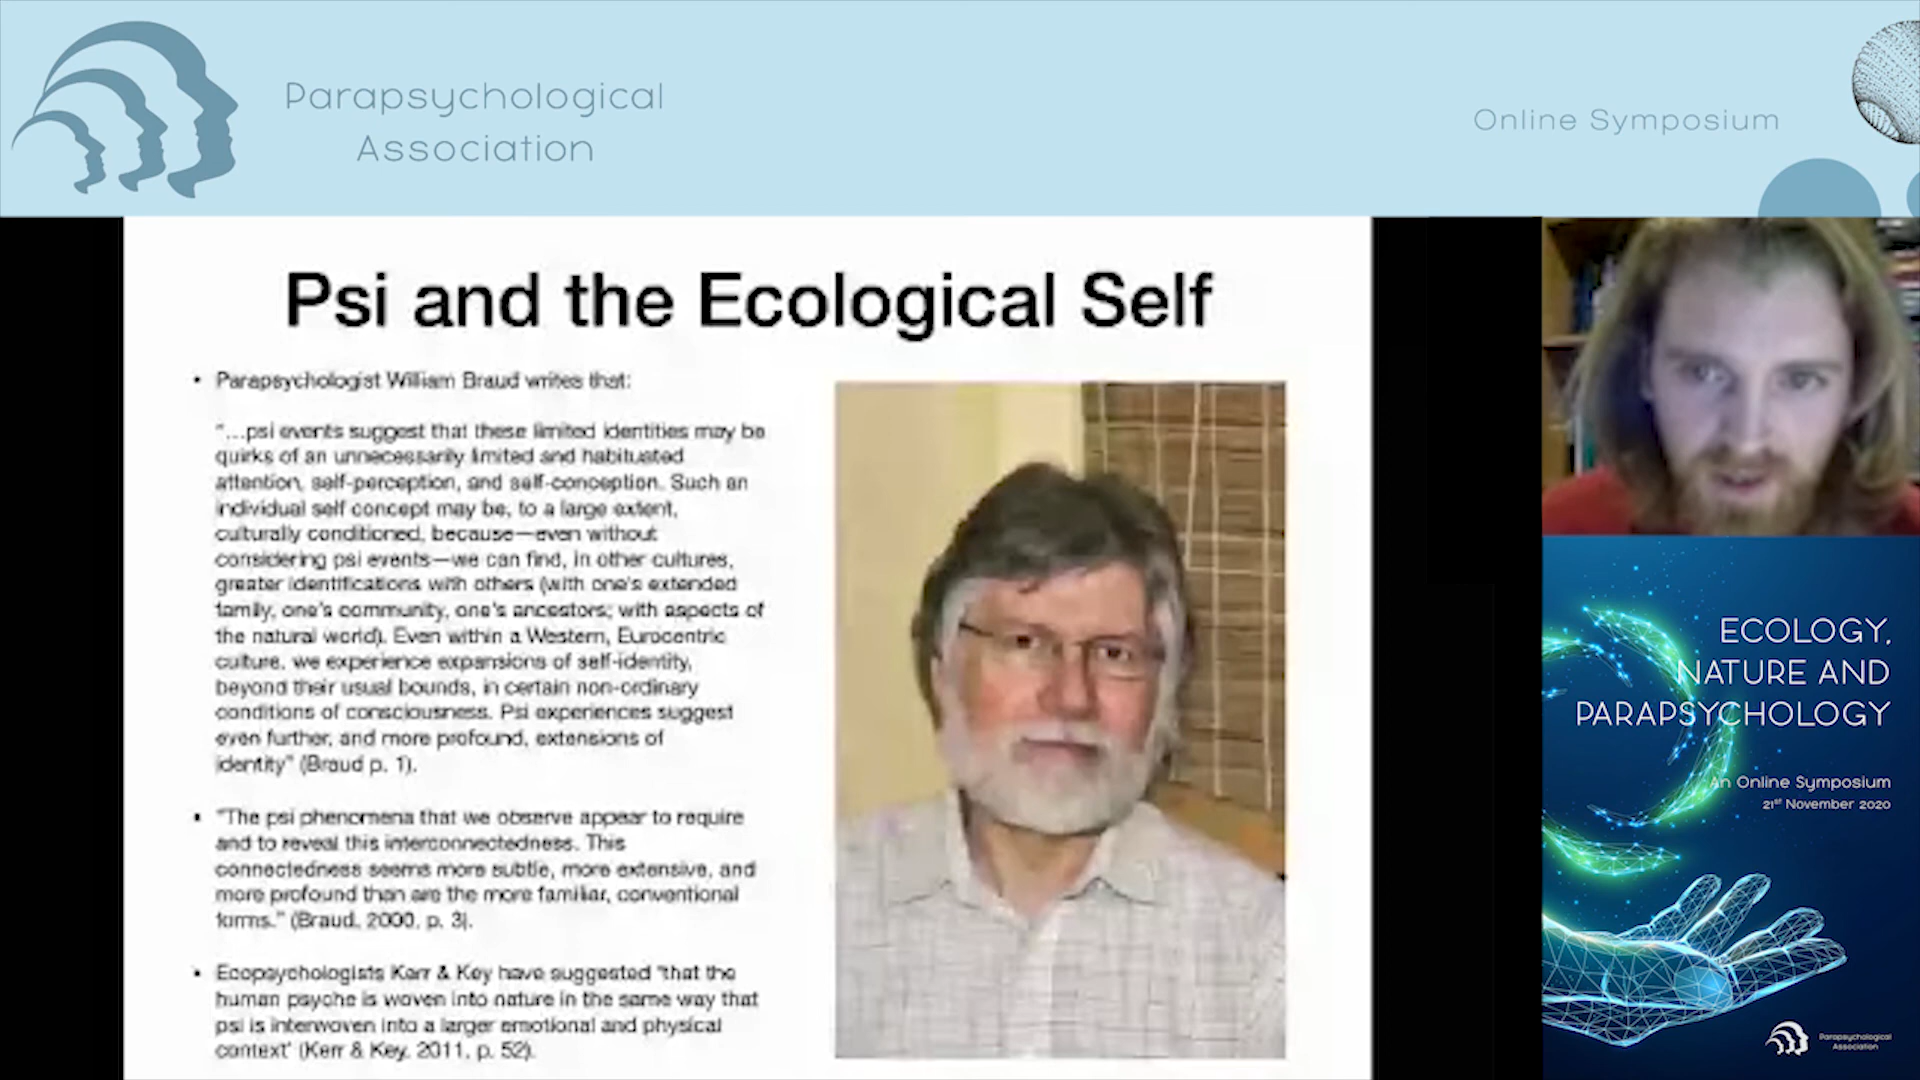 Parapsychological
Association
Online Symposium
Psi and the Ecological Self
• Parapsychologist William Braud writes that:
"...psi events suggest that these limited identities may be
quirks of an unnecessarily limited and habituated
attention, self-perception, and self-conception. Such an
individual self concept may be, to a large extent,
culturally conditioned, because—even without
considering psi events—we can find, in other cultures,
greater identifications with others (with one's extended
family, one's community, one's ancestors; with aspects of
the natural world). Even within a Western, Eurocentric
culture, we experience expansions of self-identity,
beyond their usual bounds, in certain non-ordinary
conditions of consciousness. Psi experiences suggest
even further, and more profound, extensions of
identity" (Braud p. 1).
• "The psi phenomena that we observe appear to require
and to reveal this interconnectedness. This
connectedness seems more subtle, more extensive, and
more profound than are the more familiar, conventional
forms." (Braud, 2000, p. 3).
• Ecopsychologists Kerr & Key have suggested "that the
human psyche is woven into nature in the same way that
psi is interwoven into a larger emotional and physical
context' (Kerr & Key, 2011, p. 52).
ECOLOGY,
NATURE AND
PARAPSYCHOLOGY
An Online Symposium
21st November 2020
Parapsychological
Association